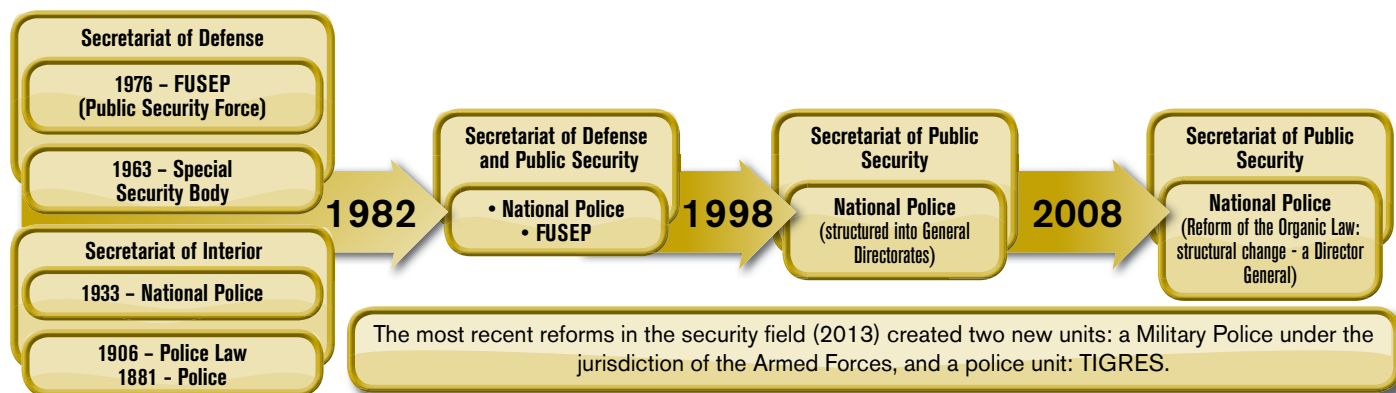 Secretariat of Defense
1976 – FUSEP
(Public Security Force)
1963 – Special
Security Body
Secretariat of Interior
1933 – National Police
1906 – Police Law
1881 - Police
1982
Secretariat of Defense
and Public Security
• National Police
• FUSEP
1998
Secretariat of Public
Security
National Police
(structured into General
Directorates)
2008
Secretariat of Public
Security
National Police
(Reform of the Organic Law:
structural change - a Director
General)
The most recent reforms in the security field (2013) created two new units: a Military Police under the
jurisdiction of the Armed Forces, and a police unit: TIGRES.